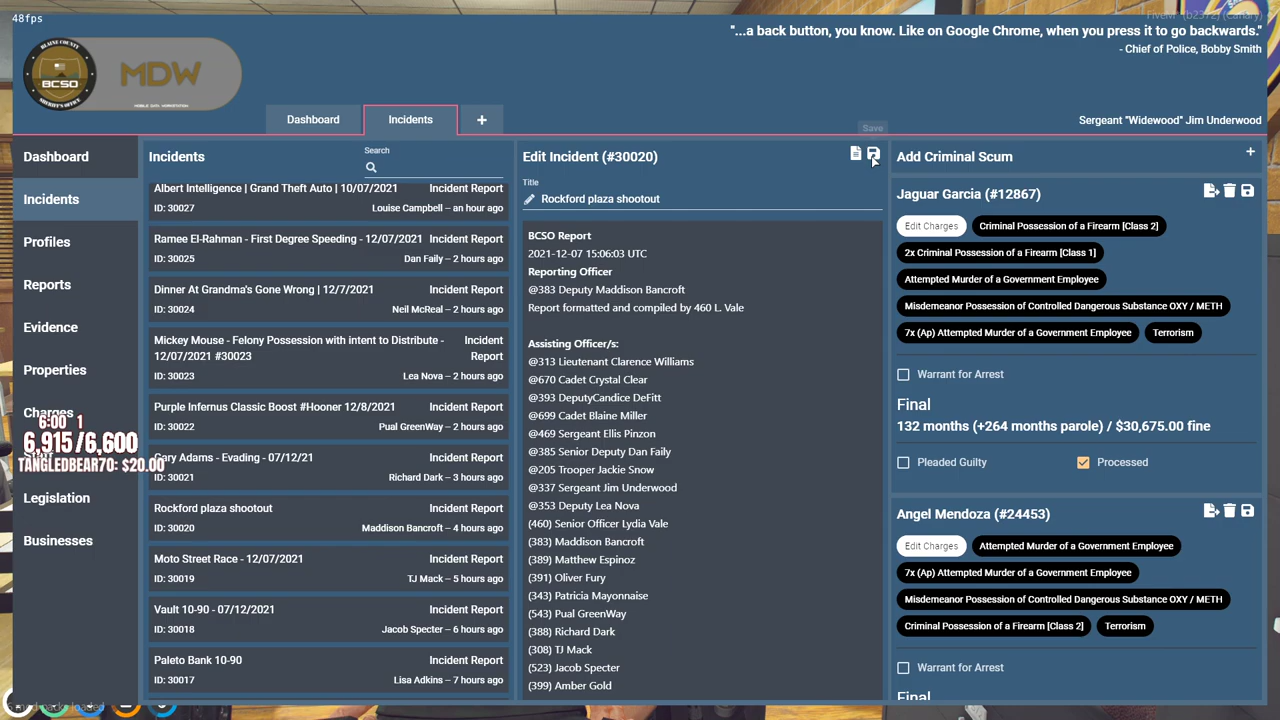 48fps
FiveM (b2372) (canary)
"...a back button, you know. Like on Google Chrome, when you press it to go backwards."
- Chief of Police, Bobby Smith
BLAINE COUNTY
BCSO
SHERIFF'S OFFICE
MDW
MOBILE DATA WORKSTATION
Dashboard
Incidents
+
Sergeant "Widewood" Jim Underwood
Save
Dashboard
Incidents
Profiles
Reports
Evidence
Properties
Charges
Legislation
Businesses
6:00 1
6,915/6,600
TANGLEDBEAR70: $20.00
Incidents
Search
Albert Intelligence | Grand Theft Auto | 10/07/2021 Incident Report
ID: 30027 Louise Campbell – an hour ago
Ramee El-Rahman - First Degree Speeding - 12/07/2021 Incident Report
ID: 30025 Dan Faily – 2 hours ago
Dinner At Grandma's Gone Wrong | 12/7/2021 Incident Report
ID: 30024 Neil McReal – 2 hours ago
Mickey Mouse - Felony Possession with intent to Distribute - Incident
12/07/2021 #30023 Report
ID: 30023 Lea Nova – 2 hours ago
Purple Infernus Classic Boost #Hooner 12/8/2021 Incident Report
ID: 30022 Pual GreenWay – 2 hours ago
Gary Adams - Evading - 07/12/21 Incident Report
ID: 30021 Richard Dark – 3 hours ago
Rockford plaza shootout Incident Report
ID: 30020 Maddison Bancroft – 4 hours ago
Moto Street Race - 12/07/2021 Incident Report
ID: 30019 TJ Mack – 5 hours ago
Vault 10-90 - 07/12/2021 Incident Report
ID: 30018 Jacob Specter – 6 hours ago
Paleto Bank 10-90 Incident Report
ID: 30017 Lisa Adkins – 7 hours ago
Edit Incident (#30020)
Title
Rockford plaza shootout
BCSO Report
2021-12-07 15:06:03 UTC
Reporting Officer
@383 Deputy Maddison Bancroft
Report formatted and compiled by 460 L. Vale
Assisting Officer/s:
@313 Lieutenant Clarence Williams
@670 Cadet Crystal Clear
@393 DeputyCandice DeFitt
@699 Cadet Blaine Miller
@469 Sergeant Ellis Pinzon
@385 Senior Deputy Dan Faily
@205 Trooper Jackie Snow
@337 Sergeant Jim Underwood
@353 Deputy Lea Nova
(460) Senior Officer Lydia Vale
(383) Maddison Bancroft
(389) Matthew Espinoz
(391) Oliver Fury
(343) Patricia Mayonnaise
(543) Pual GreenWay
(388) Richard Dark
(308) TJ Mack
(523) Jacob Specter
(399) Amber Gold
Add Criminal Scum
+
Jaguar Garcia (#12867)
Edit Charges Criminal Possession of a Firearm [Class 2]
2x Criminal Possession of a Firearm [Class 1]
Attempted Murder of a Government Employee
Misdemeanor Possession of Controlled Dangerous Substance OXY / METH
7x (Ap) Attempted Murder of a Government Employee Terrorism
Warrant for Arrest
Final
132 months (+264 months parole) / $30,675.00 fine
Pleaded Guilty Processed
Angel Mendoza (#24453)
Edit Charges Attempted Murder of a Government Employee
7x (Ap) Attempted Murder of a Government Employee
Misdemeanor Possession of Controlled Dangerous Substance OXY / METH
Criminal Possession of a Firearm [Class 2] Terrorism
Warrant for Arrest
Final